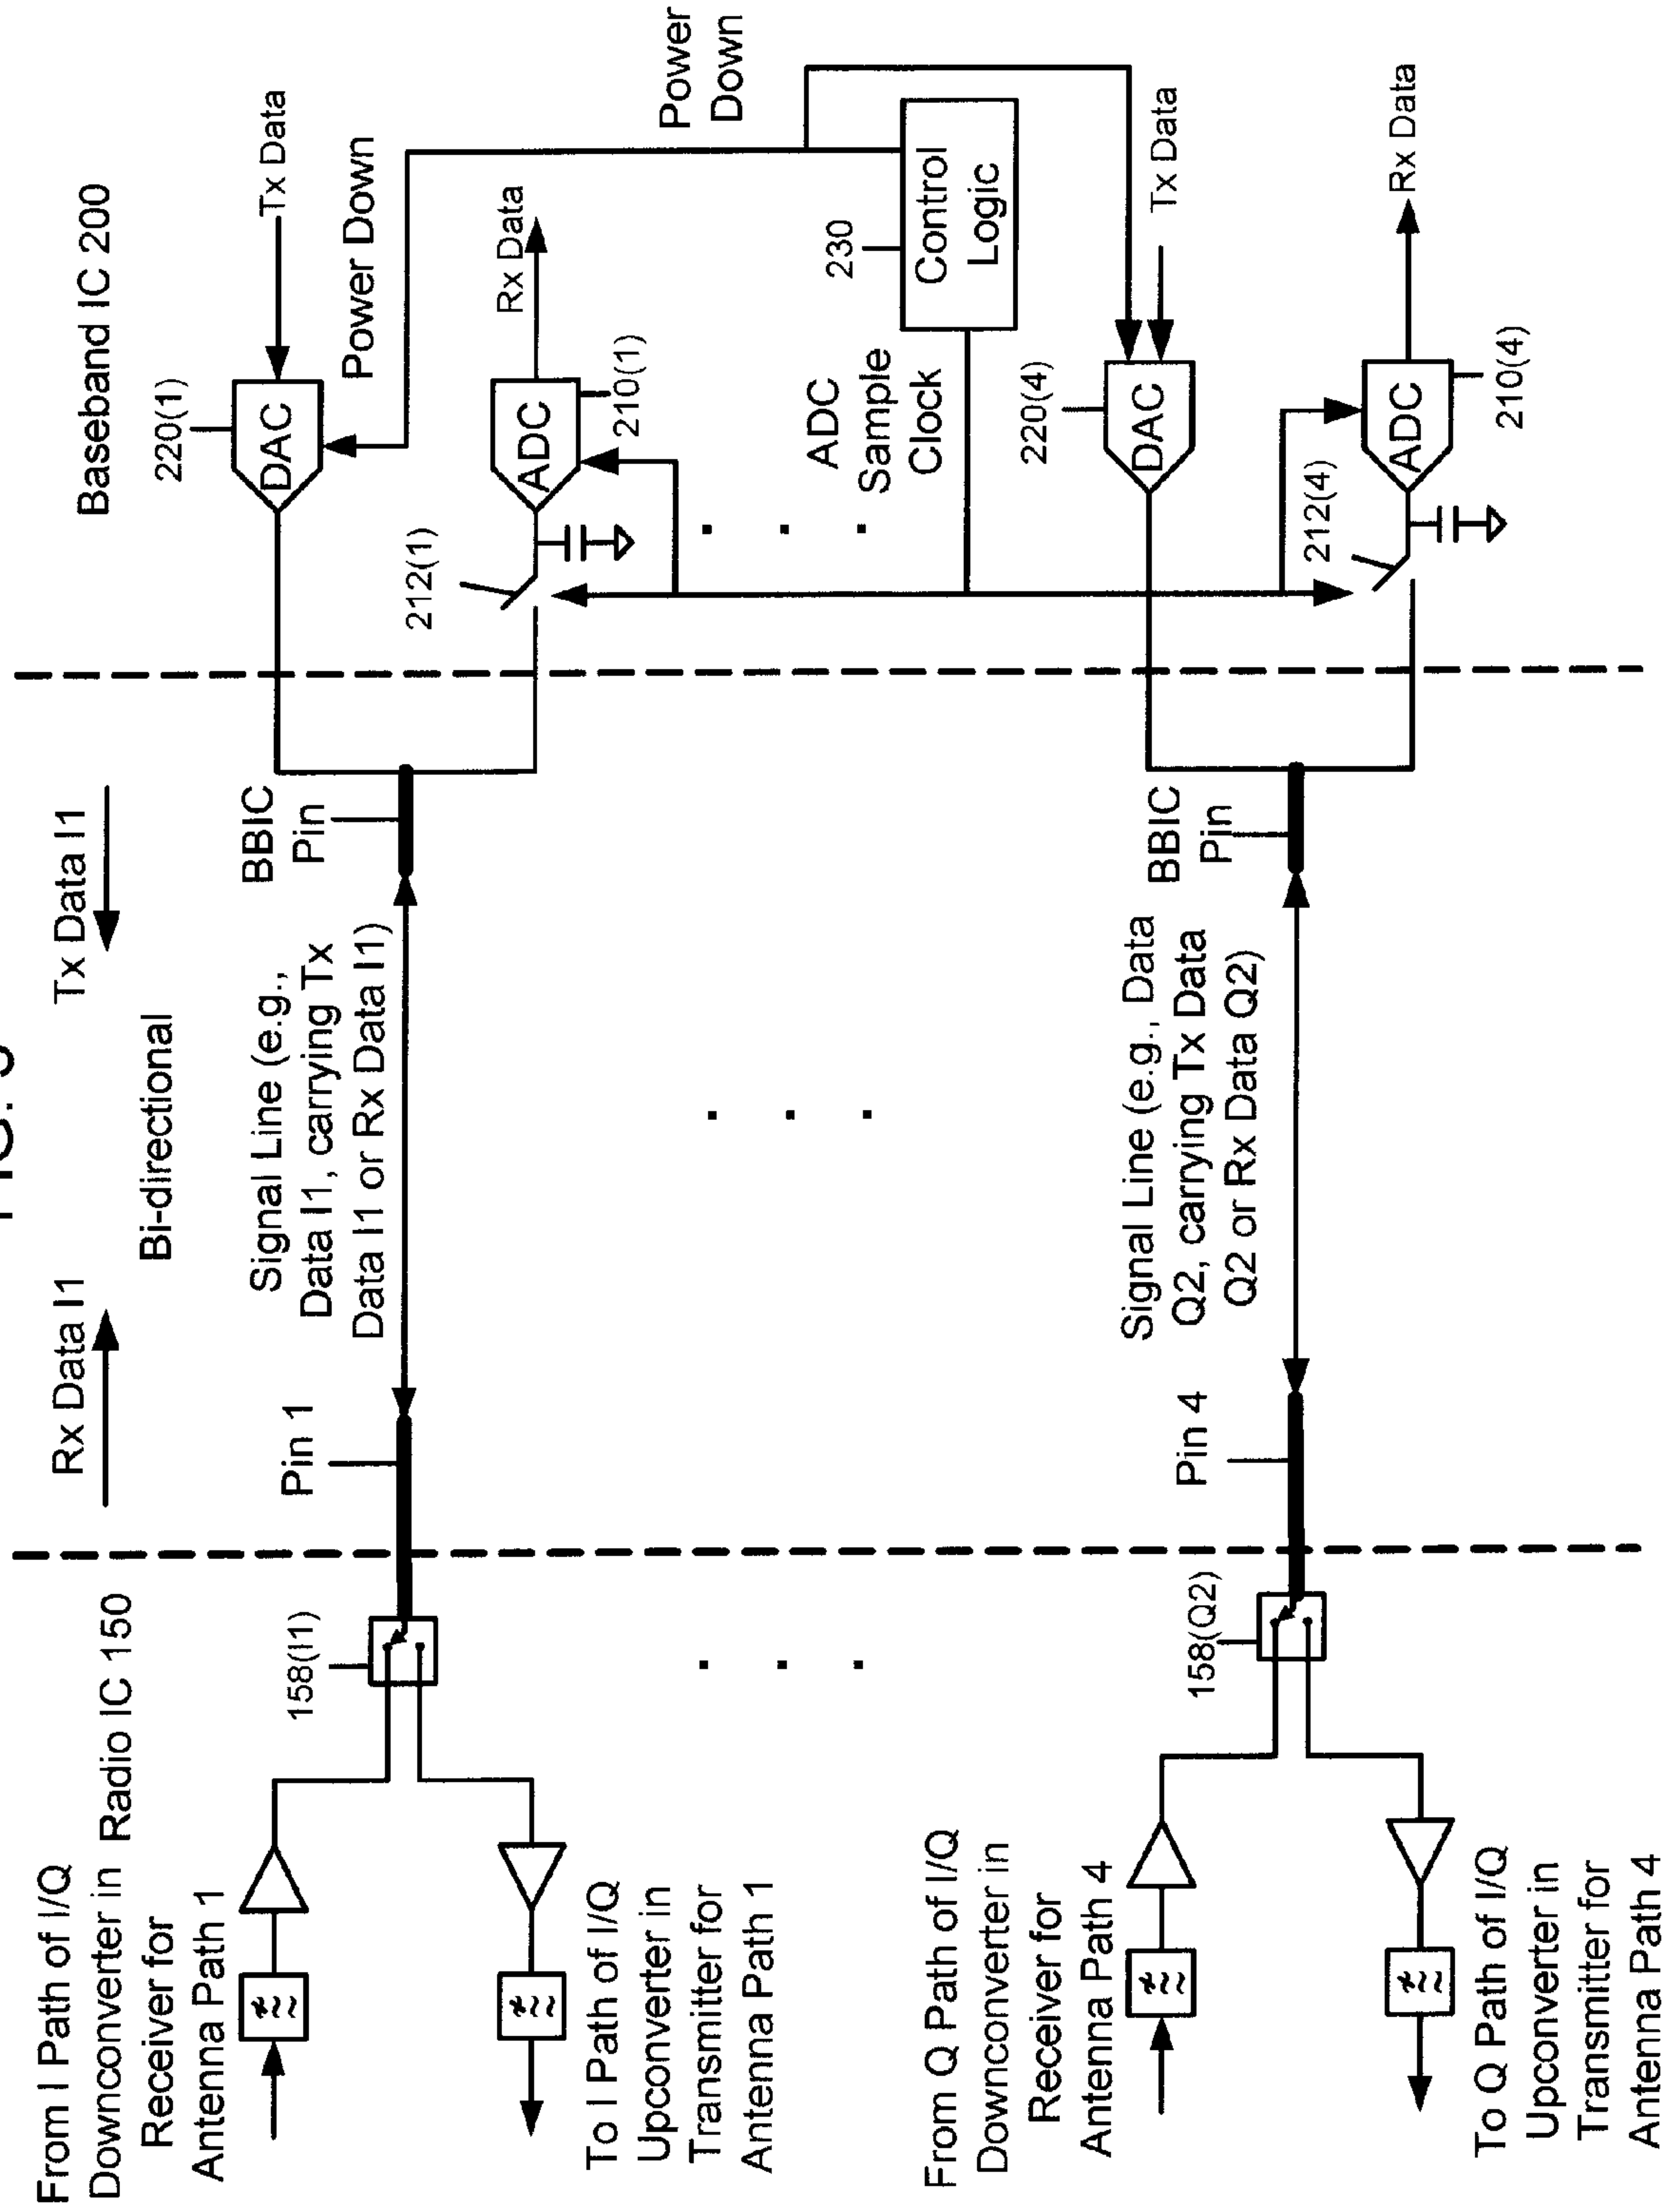 Rx Data I1
Tx Data I1
Bi-directional
Radio IC 150
Baseband IC 200
From I Path of I/Q
Downconverter in
Receiver for
Antenna Path 1
To I Path of I/Q
Upconverter in
Transmitter for
Antenna Path 1
158(I1)
Pin 1
Signal Line (e.g.,
Data I1, carrying Tx
Data I1 or Rx Data I1)
BBIC
Pin
220(1)
DAC
Tx Data
Power Down
212(1)
ADC
210(1)
Rx Data
ADC
Sample
Clock
230
Control
Logic
Power
Down
From Q Path of I/Q
Downconverter in
Receiver for
Antenna Path 4
To Q Path of I/Q
Upconverter in
Transmitter for
Antenna Path 4
158(Q2)
Pin 4
Signal Line (e.g., Data
Q2, carrying Tx Data
Q2 or Rx Data Q2)
BBIC
Pin
220(4)
DAC
Tx Data
212(4)
ADC
210(4)
Rx Data